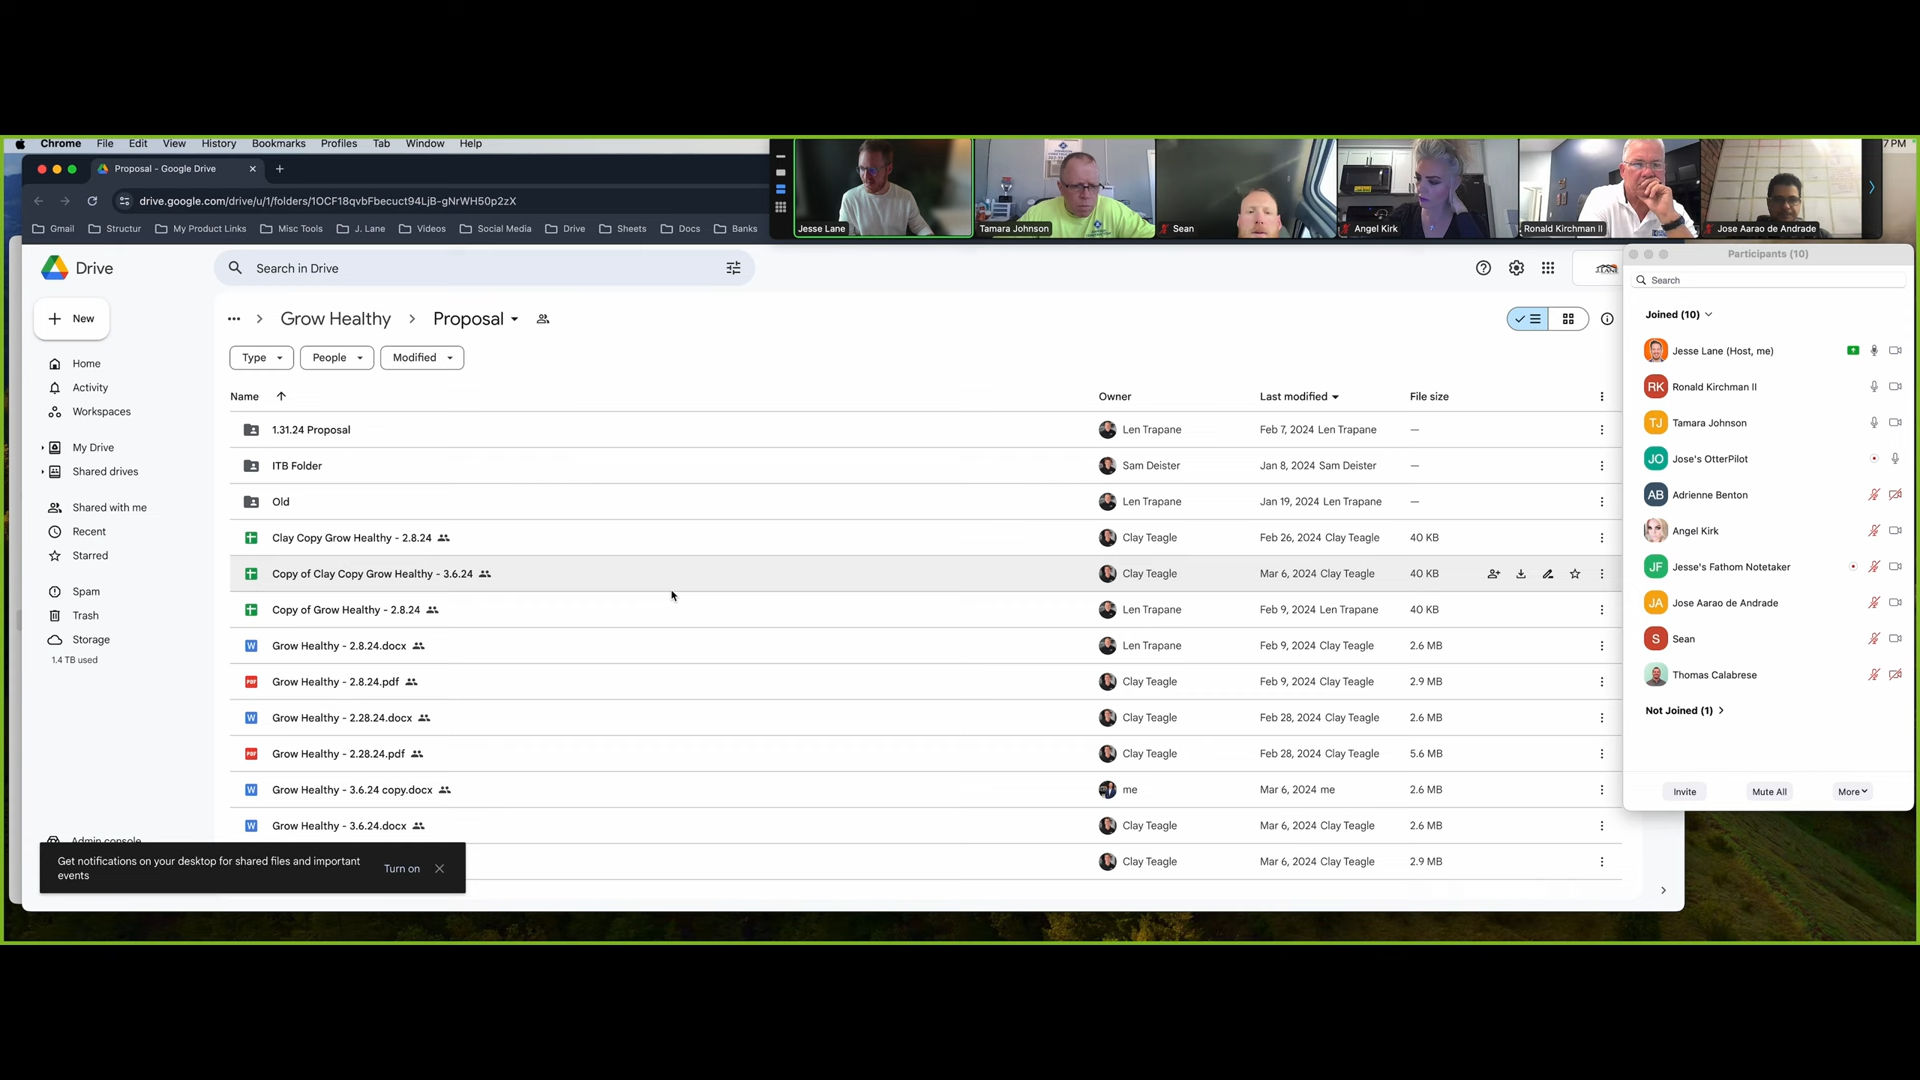 Chrome File Edit View History Bookmarks Profiles Tab Window Help
7 PM
Proposal - Google Drive
drive.google.com/drive/u/1/folders/1OCF18qvbFbecuct94LjB-gNrWH50p2zX
Gmail Structur My Product Links Misc Tools J. Lane Videos Social Media Drive Sheets Docs Banks
Jesse Lane Tamara Johnson Sean Angel Kirk Ronald Kirchman II Jose Aarao de Andrade
Drive
Search in Drive
New
Home
Activity
Workspaces
My Drive
Shared drives
Shared with me
Recent
Starred
Spam
Trash
Storage
1.4 TB used
Admin console
Grow Healthy Proposal
Type People Modified
Name Owner Last modified File size
1.31.24 Proposal Len Trapane Feb 7, 2024 Len Trapane —
ITB Folder Sam Deister Jan 8, 2024 Sam Deister —
Old Len Trapane Jan 19, 2024 Len Trapane —
Clay Copy Grow Healthy - 2.8.24 Clay Teagle Feb 26, 2024 Clay Teagle 40 KB
Copy of Clay Copy Grow Healthy - 3.6.24 Clay Teagle Mar 6, 2024 Clay Teagle 40 KB
Copy of Grow Healthy - 2.8.24 Len Trapane Feb 9, 2024 Len Trapane 40 KB
Grow Healthy - 2.8.24.docx Len Trapane Feb 9, 2024 Clay Teagle 2.6 MB
Grow Healthy - 2.8.24.pdf Clay Teagle Feb 9, 2024 Clay Teagle 2.9 MB
Grow Healthy - 2.28.24.docx Clay Teagle Feb 28, 2024 Clay Teagle 2.6 MB
Grow Healthy - 2.28.24.pdf Clay Teagle Feb 28, 2024 Clay Teagle 5.6 MB
Grow Healthy - 3.6.24 copy.docx me Mar 6, 2024 me 2.6 MB
Grow Healthy - 3.6.24.docx Clay Teagle Mar 6, 2024 Clay Teagle 2.6 MB
Clay Teagle Mar 6, 2024 Clay Teagle 2.9 MB
Get notifications on your desktop for shared files and important
events
Turn on
Participants (10)
Search
Joined (10)
Jesse Lane (Host, me)
RK Ronald Kirchman II
TJ Tamara Johnson
JO Jose's OtterPilot
AB Adrienne Benton
Angel Kirk
JF Jesse's Fathom Notetaker
JA Jose Aarao de Andrade
S Sean
Thomas Calabrese
Not Joined (1)
Invite Mute All More